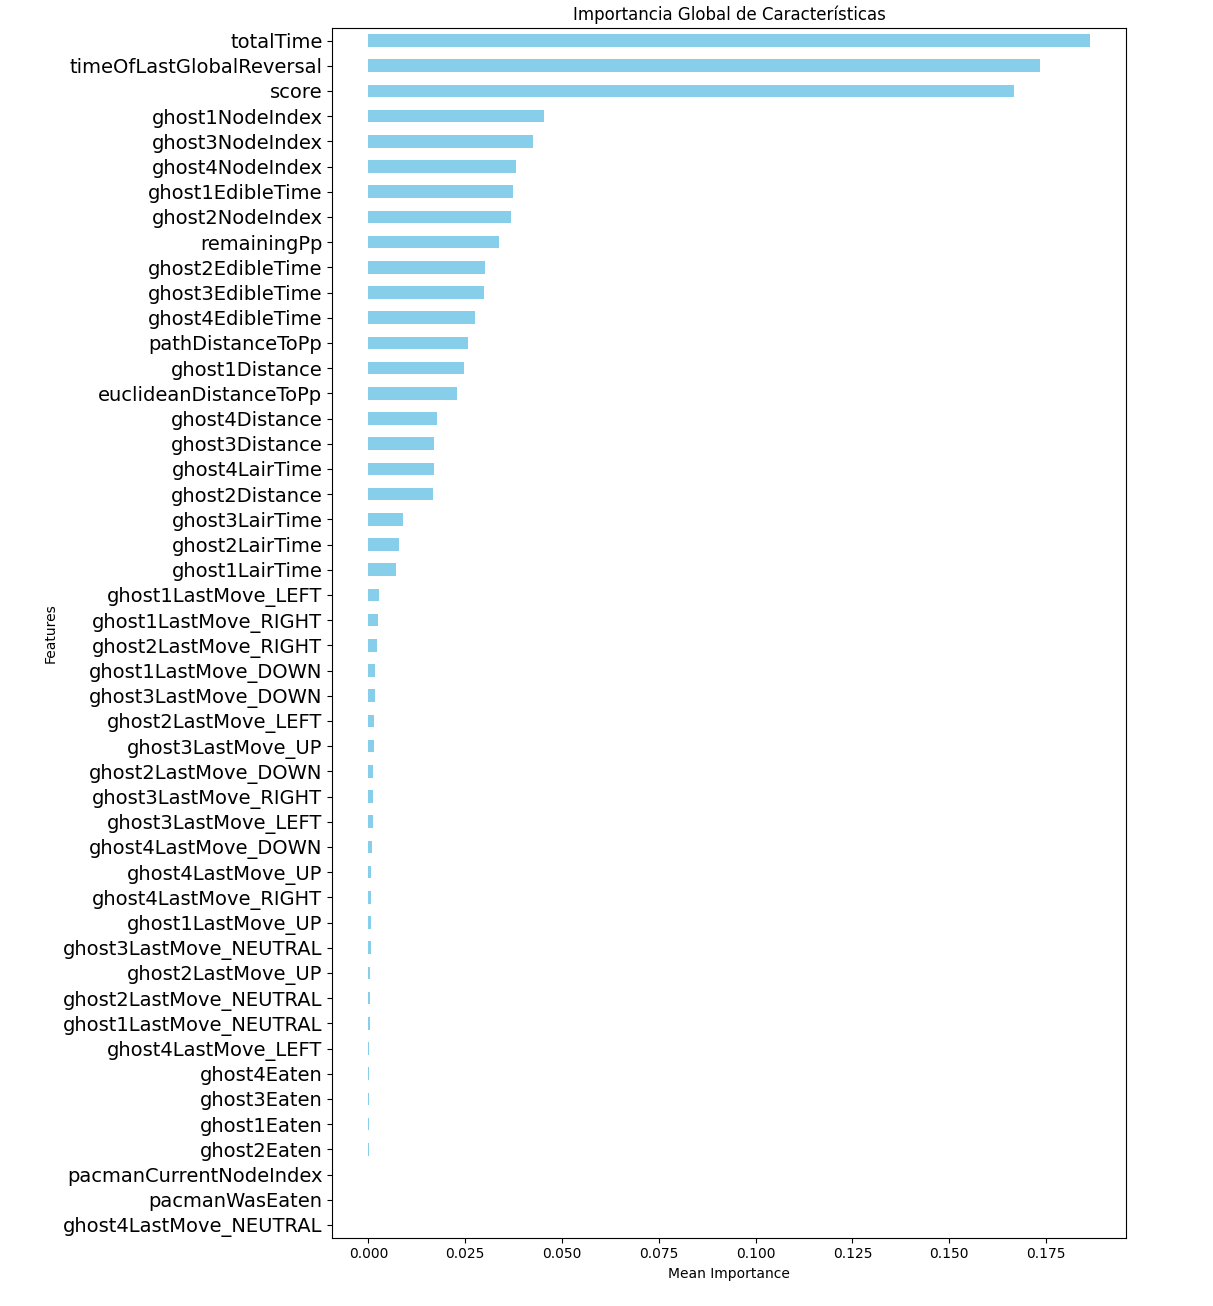 Importancia Global de Características
totalTime
timeOfLastGlobalReversal
score
ghost1NodeIndex
ghost3NodeIndex
ghost4NodeIndex
ghost1EdibleTime
ghost2NodeIndex
remainingPp
ghost2EdibleTime
ghost3EdibleTime
ghost4EdibleTime
pathDistanceToPp
ghost1Distance
euclideanDistanceToPp
ghost4Distance
ghost3Distance
ghost4LairTime
ghost2Distance
ghost3LairTime
ghost2LairTime
ghost1LairTime
ghost1LastMove_LEFT
ghost1LastMove_RIGHT
ghost2LastMove_RIGHT
ghost1LastMove_DOWN
ghost3LastMove_DOWN
ghost2LastMove_LEFT
ghost3LastMove_UP
ghost2LastMove_DOWN
ghost3LastMove_RIGHT
ghost3LastMove_LEFT
ghost4LastMove_DOWN
ghost4LastMove_UP
ghost4LastMove_RIGHT
ghost1LastMove_UP
ghost3LastMove_NEUTRAL
ghost2LastMove_UP
ghost2LastMove_NEUTRAL
ghost1LastMove_NEUTRAL
ghost4LastMove_LEFT
ghost4Eaten
ghost3Eaten
ghost1Eaten
ghost2Eaten
pacmanCurrentNodeIndex
pacmanWasEaten
ghost4LastMove_NEUTRAL
Features
0.000 0.025 0.050 0.075 0.100 0.125 0.150 0.175
Mean Importance